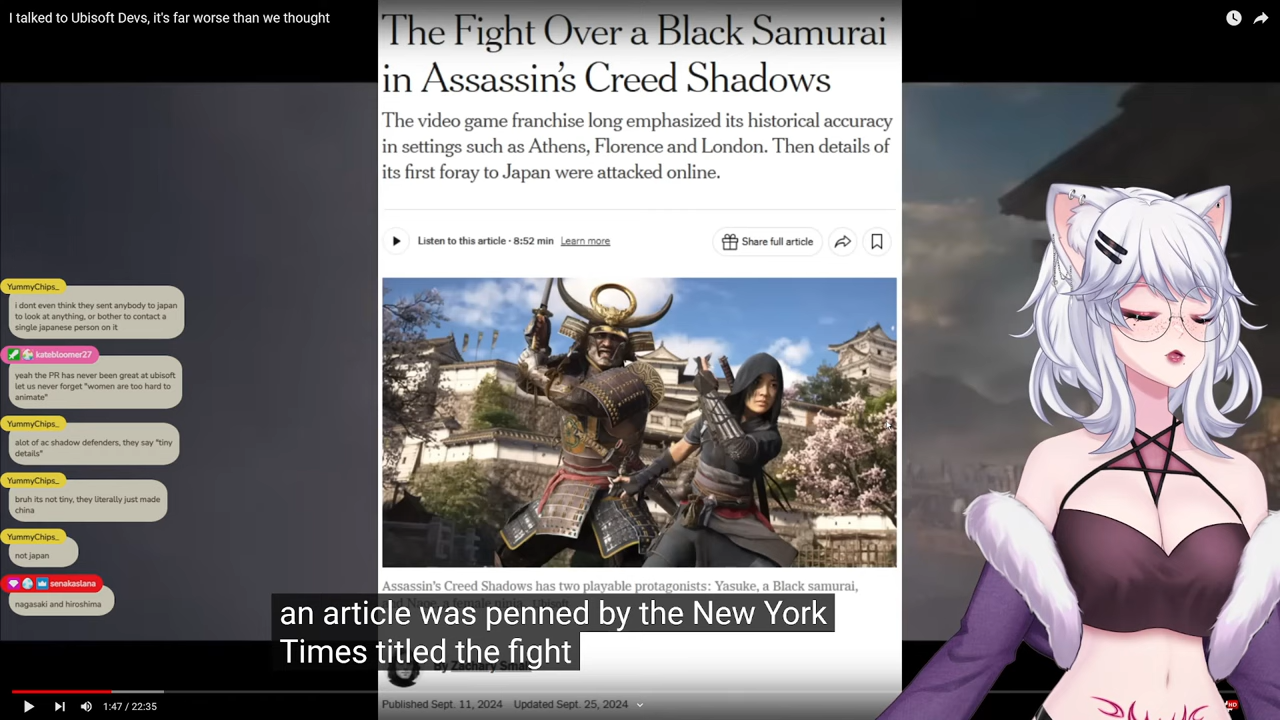 I talked to Ubisoft Devs, it's far worse than we thought
The Fight Over a Black Samurai
in Assassin's Creed Shadows
The video game franchise long emphasized its historical accuracy
in settings such as Athens, Florence and London. Then details of
its first foray to Japan were attacked online.
Listen to this article · 8:52 min Learn more
Share full article
YummyChips_
i dont even think they sent anybody to japan
to look at anything, or bother to contact a
single japanese person on it
katebloomer27
yeah the PR has never been great at ubisoft
let us never forget "women are too hard to
animate"
YummyChips_
alot of ac shadow defenders, they say "tiny
details"
YummyChips_
bruh its not tiny, they literally just made
china
YummyChips_
not japan
senakaslana
nagasaki and hiroshima
Assassin's Creed Shadows has two playable protagonists: Yasuke, a Black samurai,
an article was penned by the New York
Times titled the fight
By Zachary Small
Published Sept. 11, 2024 Updated Sept. 25, 2024
1:47 / 22:35
HD